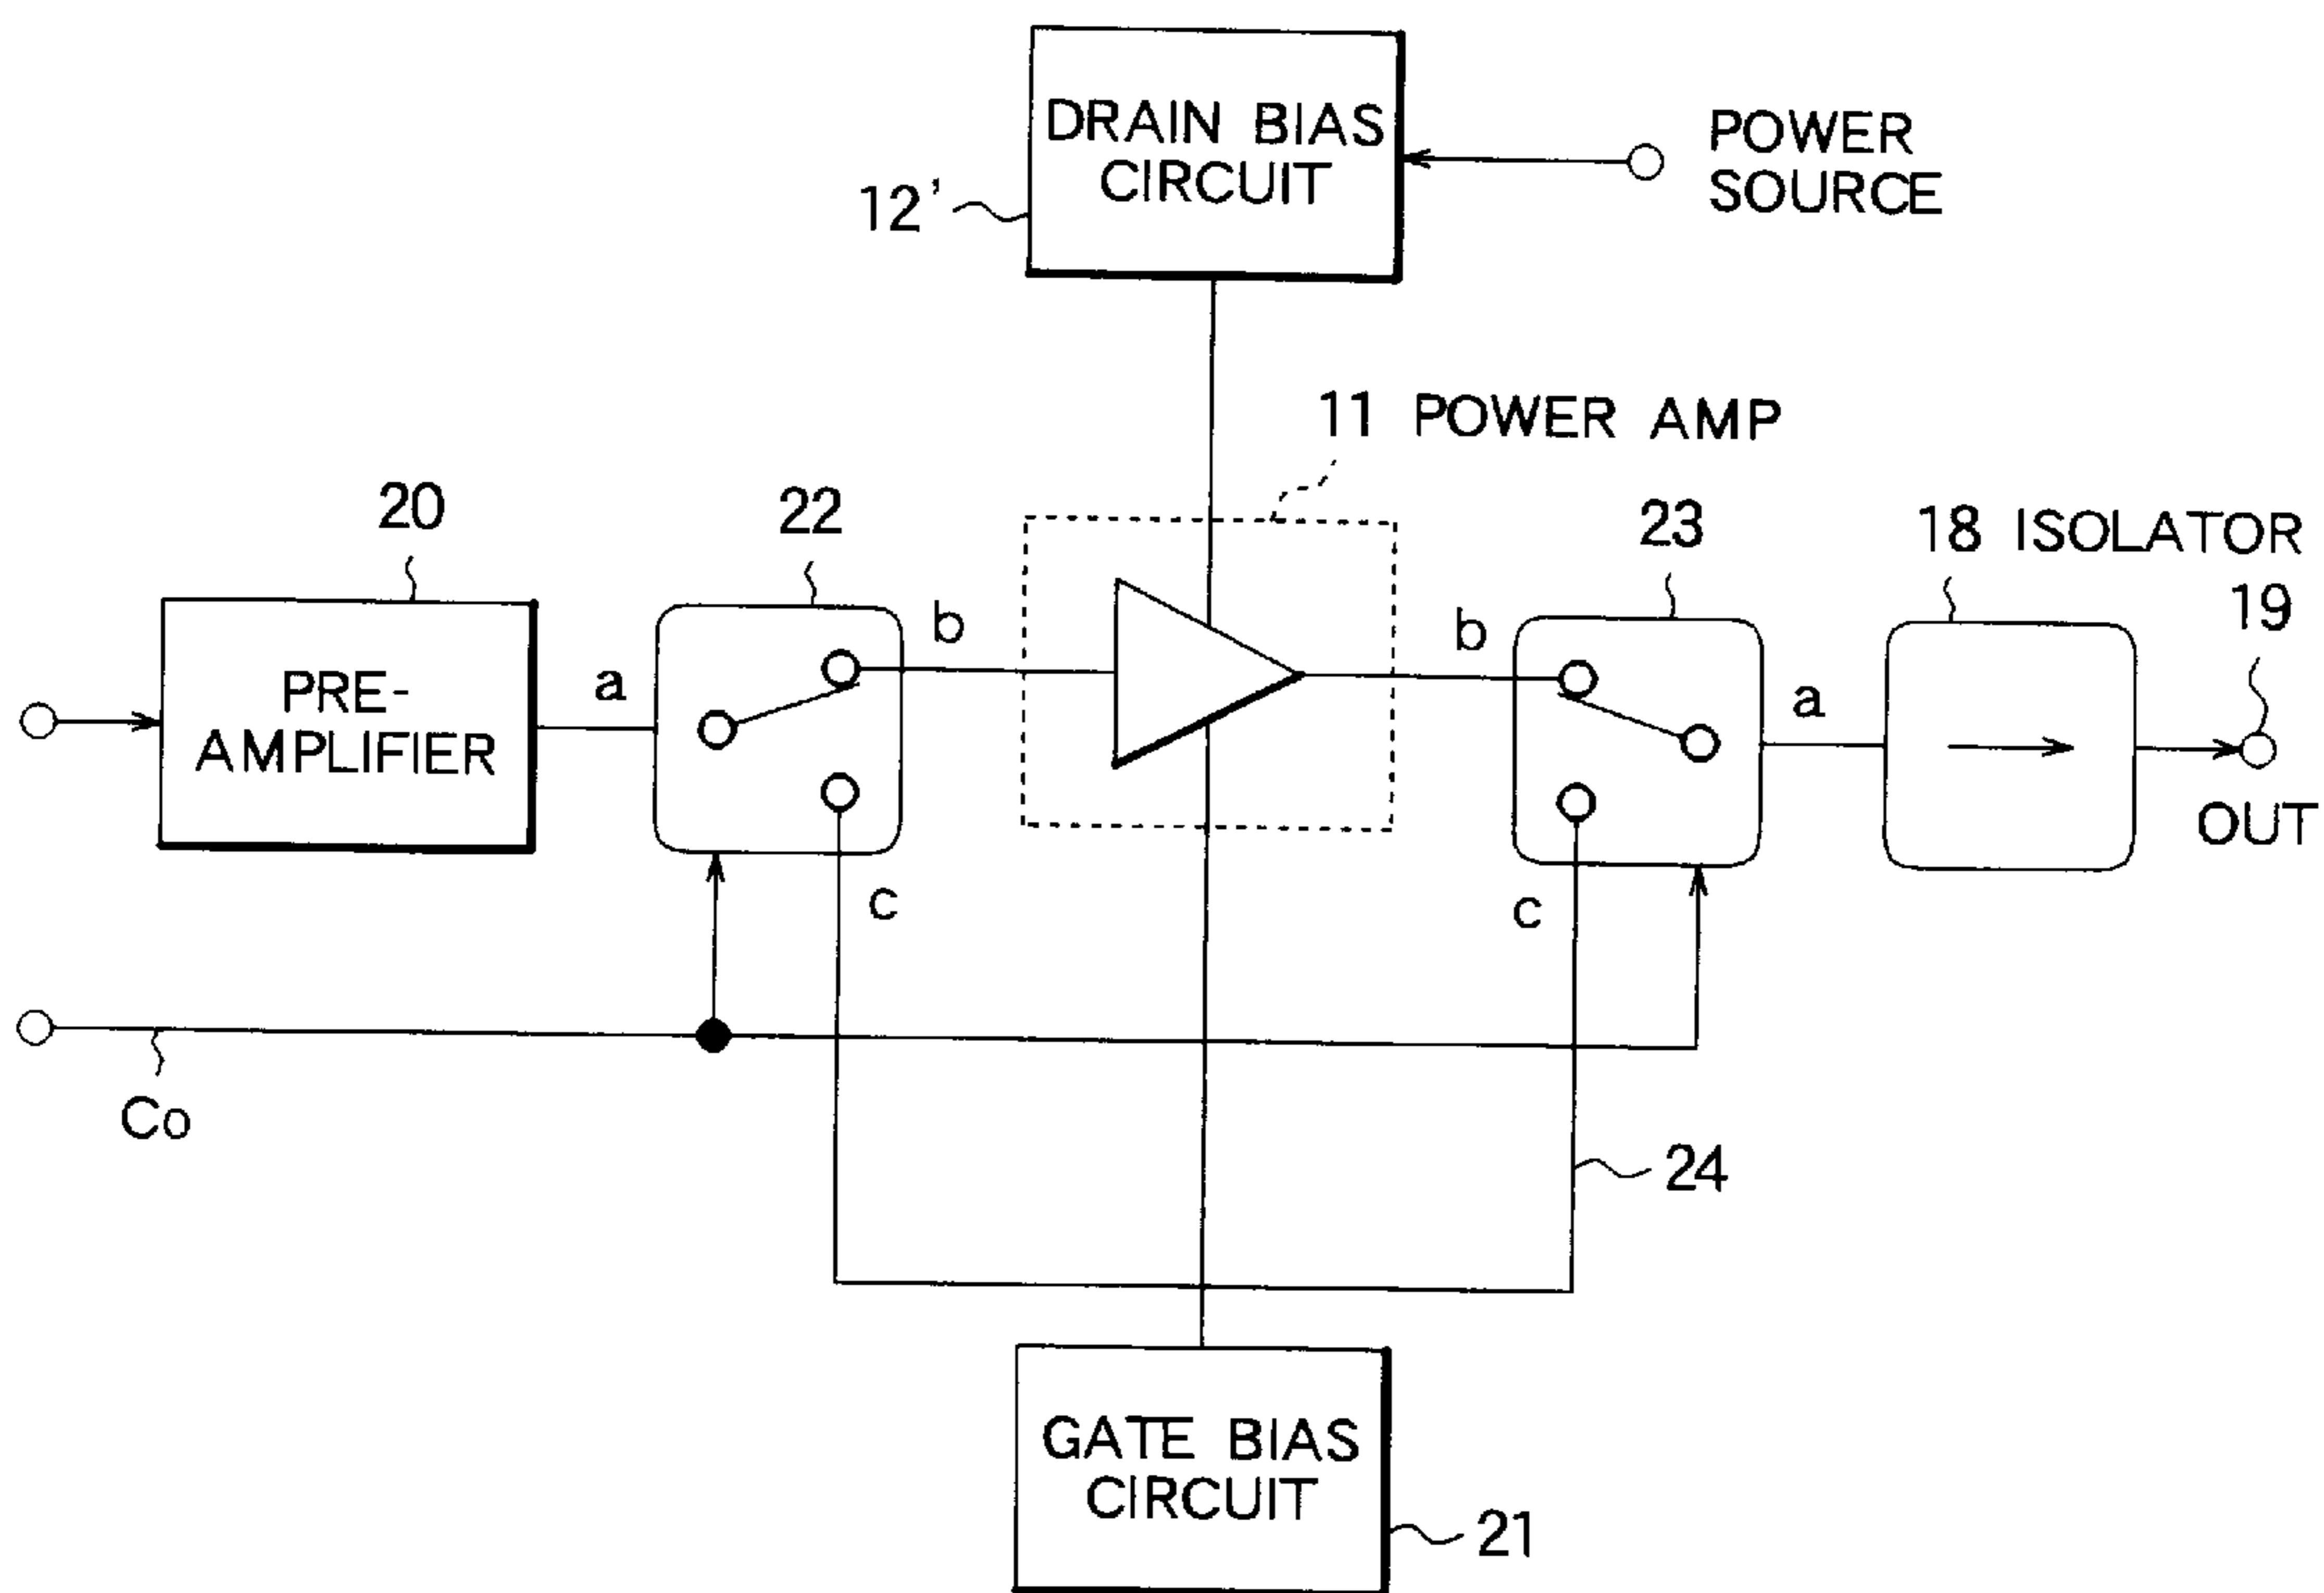 DRAIN BIAS
CIRCUIT
POWER
SOURCE
12'
11 POWER AMP
20
22
23
18 ISOLATOR
19
PRE-
AMPLIFIER
a
b
b
a
OUT
c
c
Co
24
GATE BIAS
CIRCUIT
21